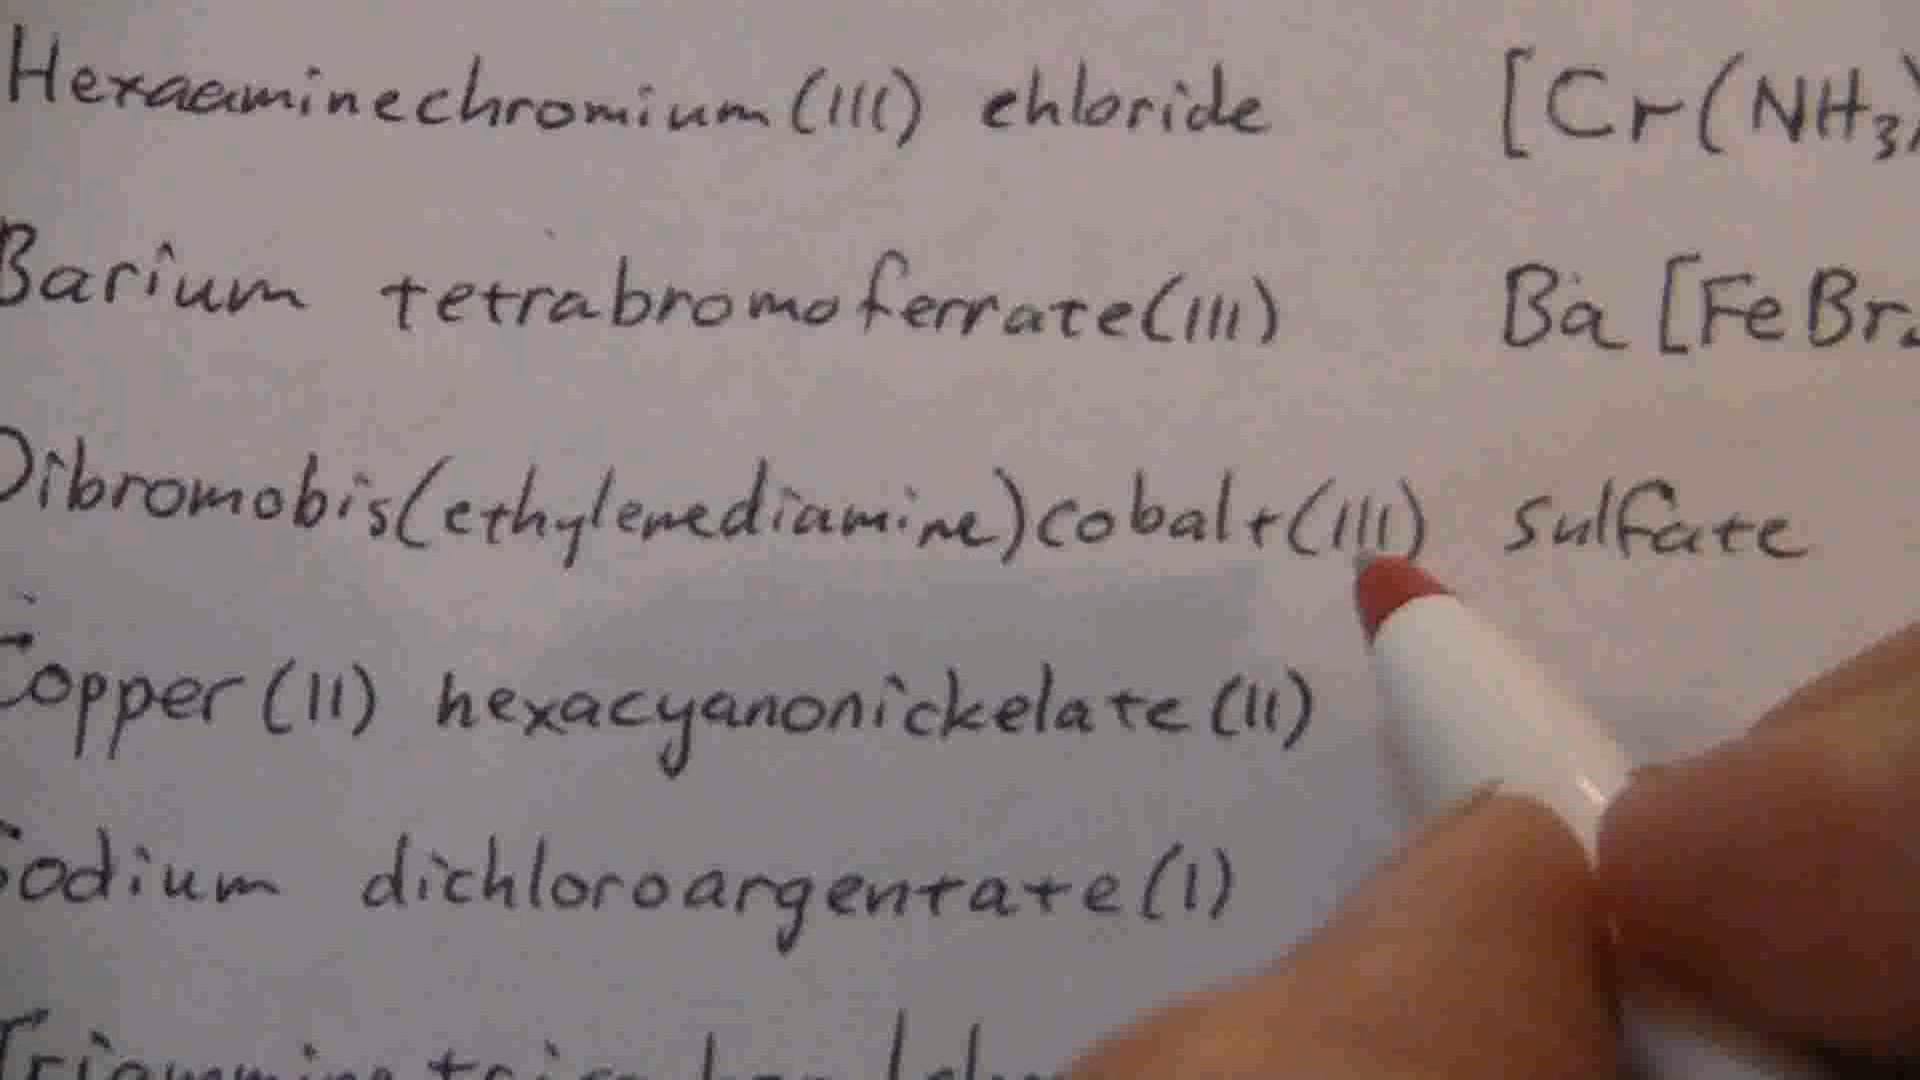 Hexaaminechromium(III) chloride [Cr(NH3)
Barium tetrabromoferrate(III) Ba[FeBr
Dibromobis(ethylenediamine)cobalt(III) sulfate
Copper(II) hexacyanonickelate(II)
Sodium dichloroargentate(I)